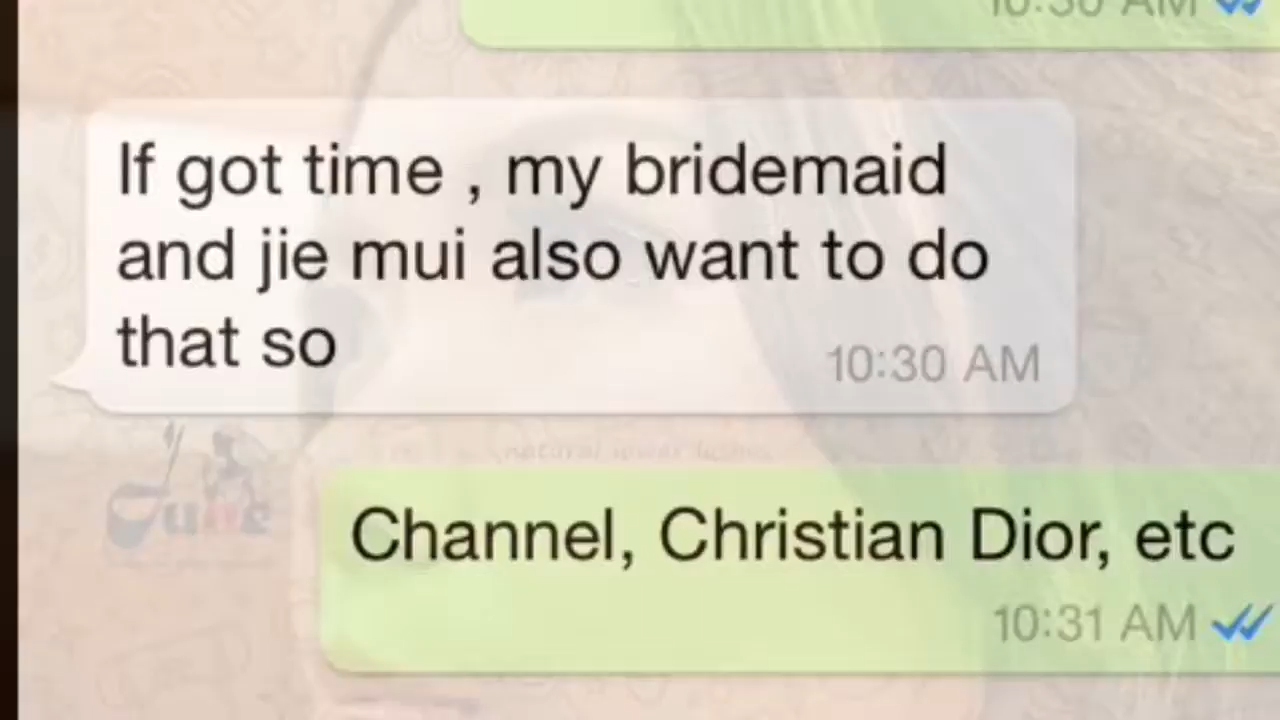 10:30 AM
If got time , my bridemaid
and jie mui also want to do
that so
10:30 AM
June
Channel, Christian Dior, etc
10:31 AM